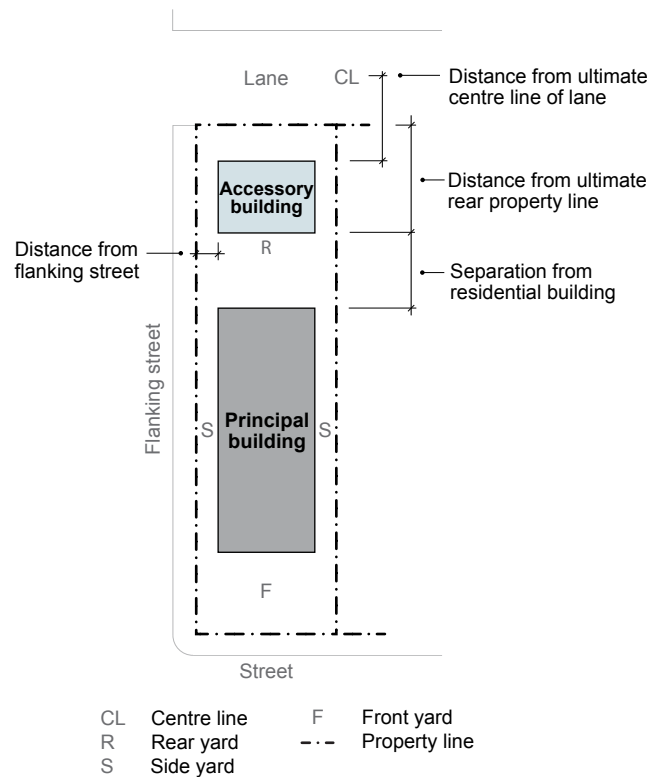 Lane
CL
Distance from ultimate
centre line of lane
Accessory
building
Distance from ultimate
rear property line
Distance from
flanking street
R
Separation from
residential building
Flanking street
S
Principal
building
S
F
Street
CL Centre line
R Rear yard
S Side yard
F Front yard
Property line